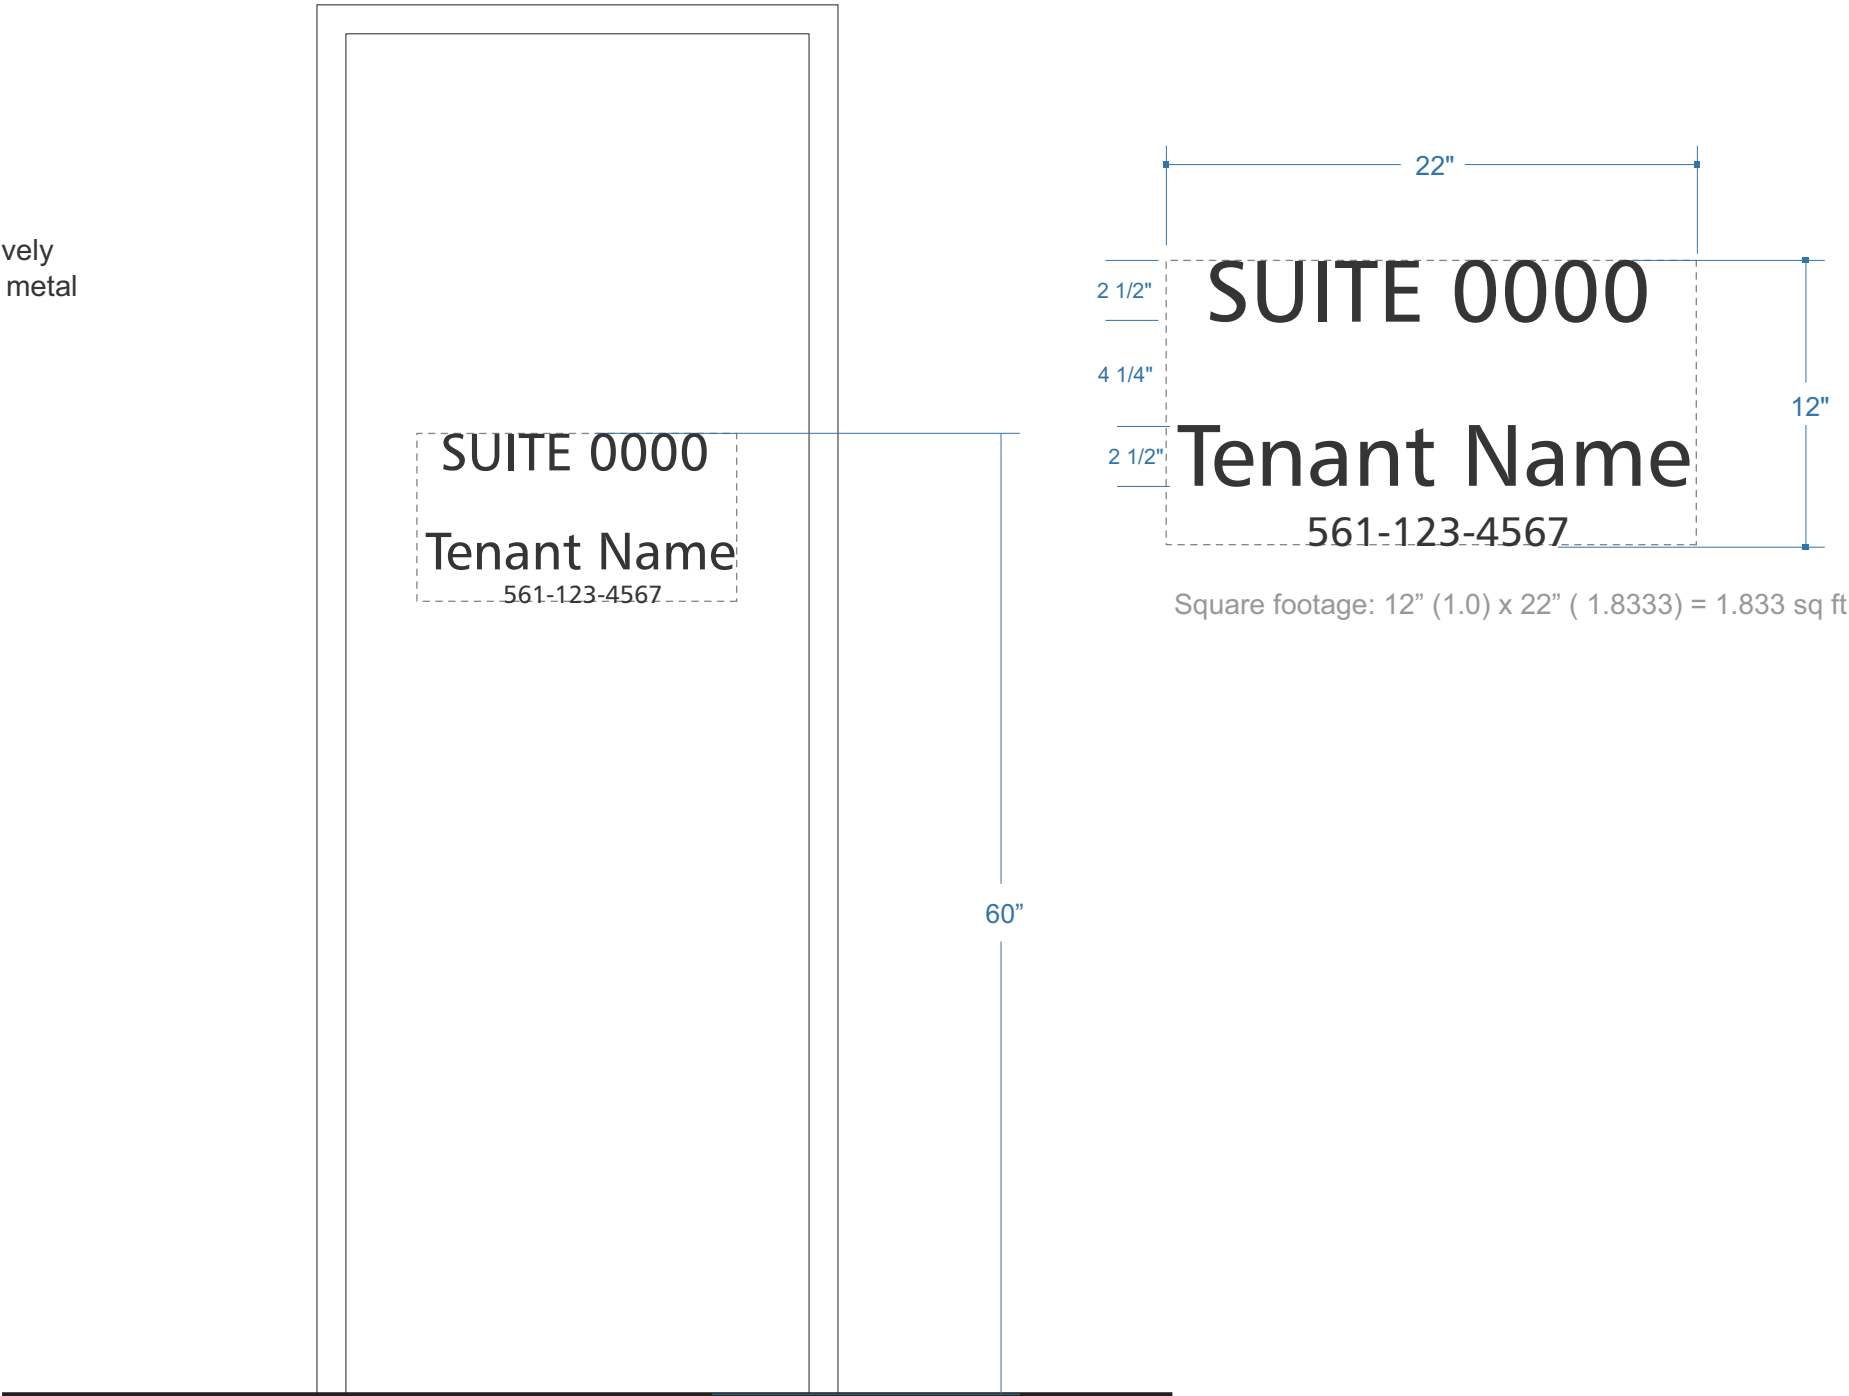 vely
metal
SUITE 0000
Tenant Name
561-123-4567
60”
22"
2 1/2"
SUITE 0000
4 1/4"
12"
2 1/2"
Tenant Name
561-123-4567
Square footage: 12” (1.0) x 22” ( 1.8333) = 1.833 sq ft